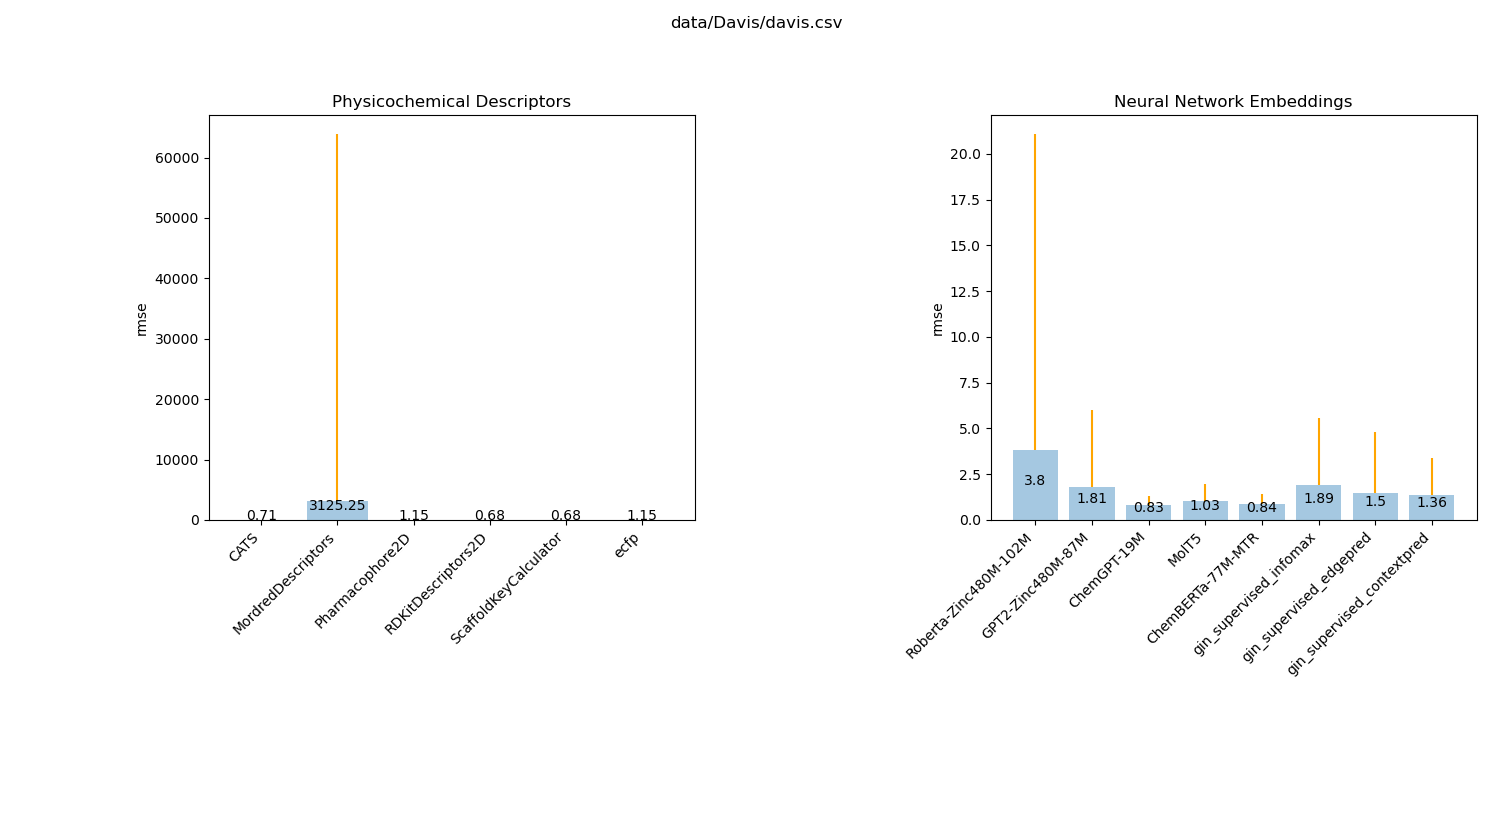 data/Davis/davis.csv
Physicochemical Descriptors
rmse
60000
50000
40000
30000
20000
10000
0
0.71
3125.25
1.15
0.68
0.68
1.15
CATS
MordredDescriptors
Pharmacophore2D
RDKitDescriptors2D
ScaffoldKeyCalculator
ecfp
Neural Network Embeddings
rmse
20.0
17.5
15.0
12.5
10.0
7.5
5.0
2.5
0.0
3.8
1.81
0.83
1.03
0.84
1.89
1.5
1.36
Roberta-Zinc480M-102M
GPT2-Zinc480M-87M
ChemGPT-19M
MolT5
ChemBERTa-77M-MTR
gin_supervised_infomax
gin_supervised_edgepred
gin_supervised_contextpred